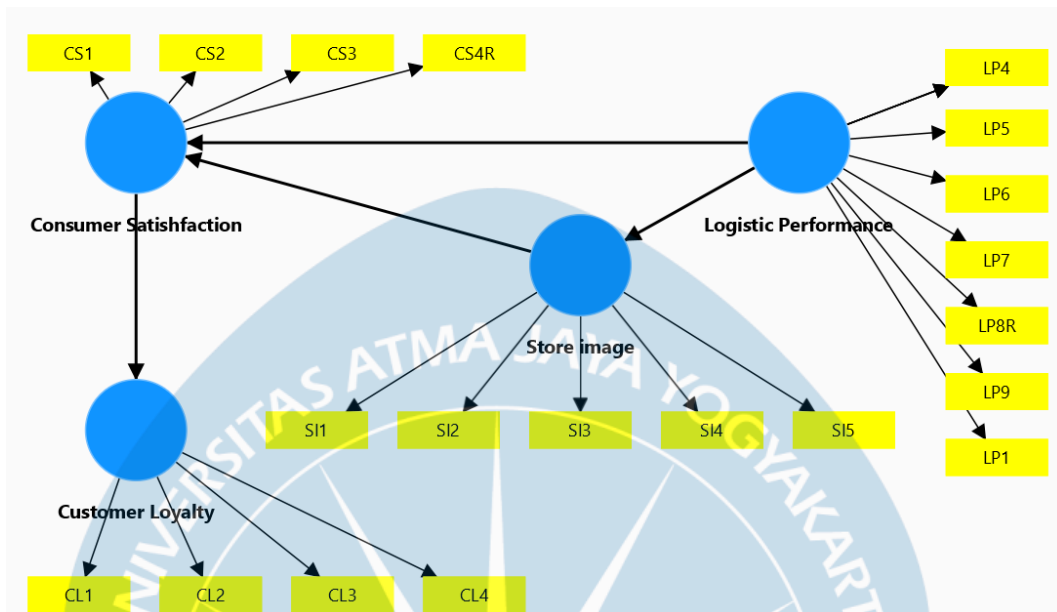 CS1
CS2
CS3
CS4R
LP4
LP5
LP6
LP7
LP8R
LP9
LP1
Consumer Satishfaction
Logistic Performance
Store image
SI1
SI2
SI3
SI4
SI5
Customer Loyalty
CL1
CL2
CL3
CL4
UNIVERSITAS ATMA JAYA YOGYAKARTA